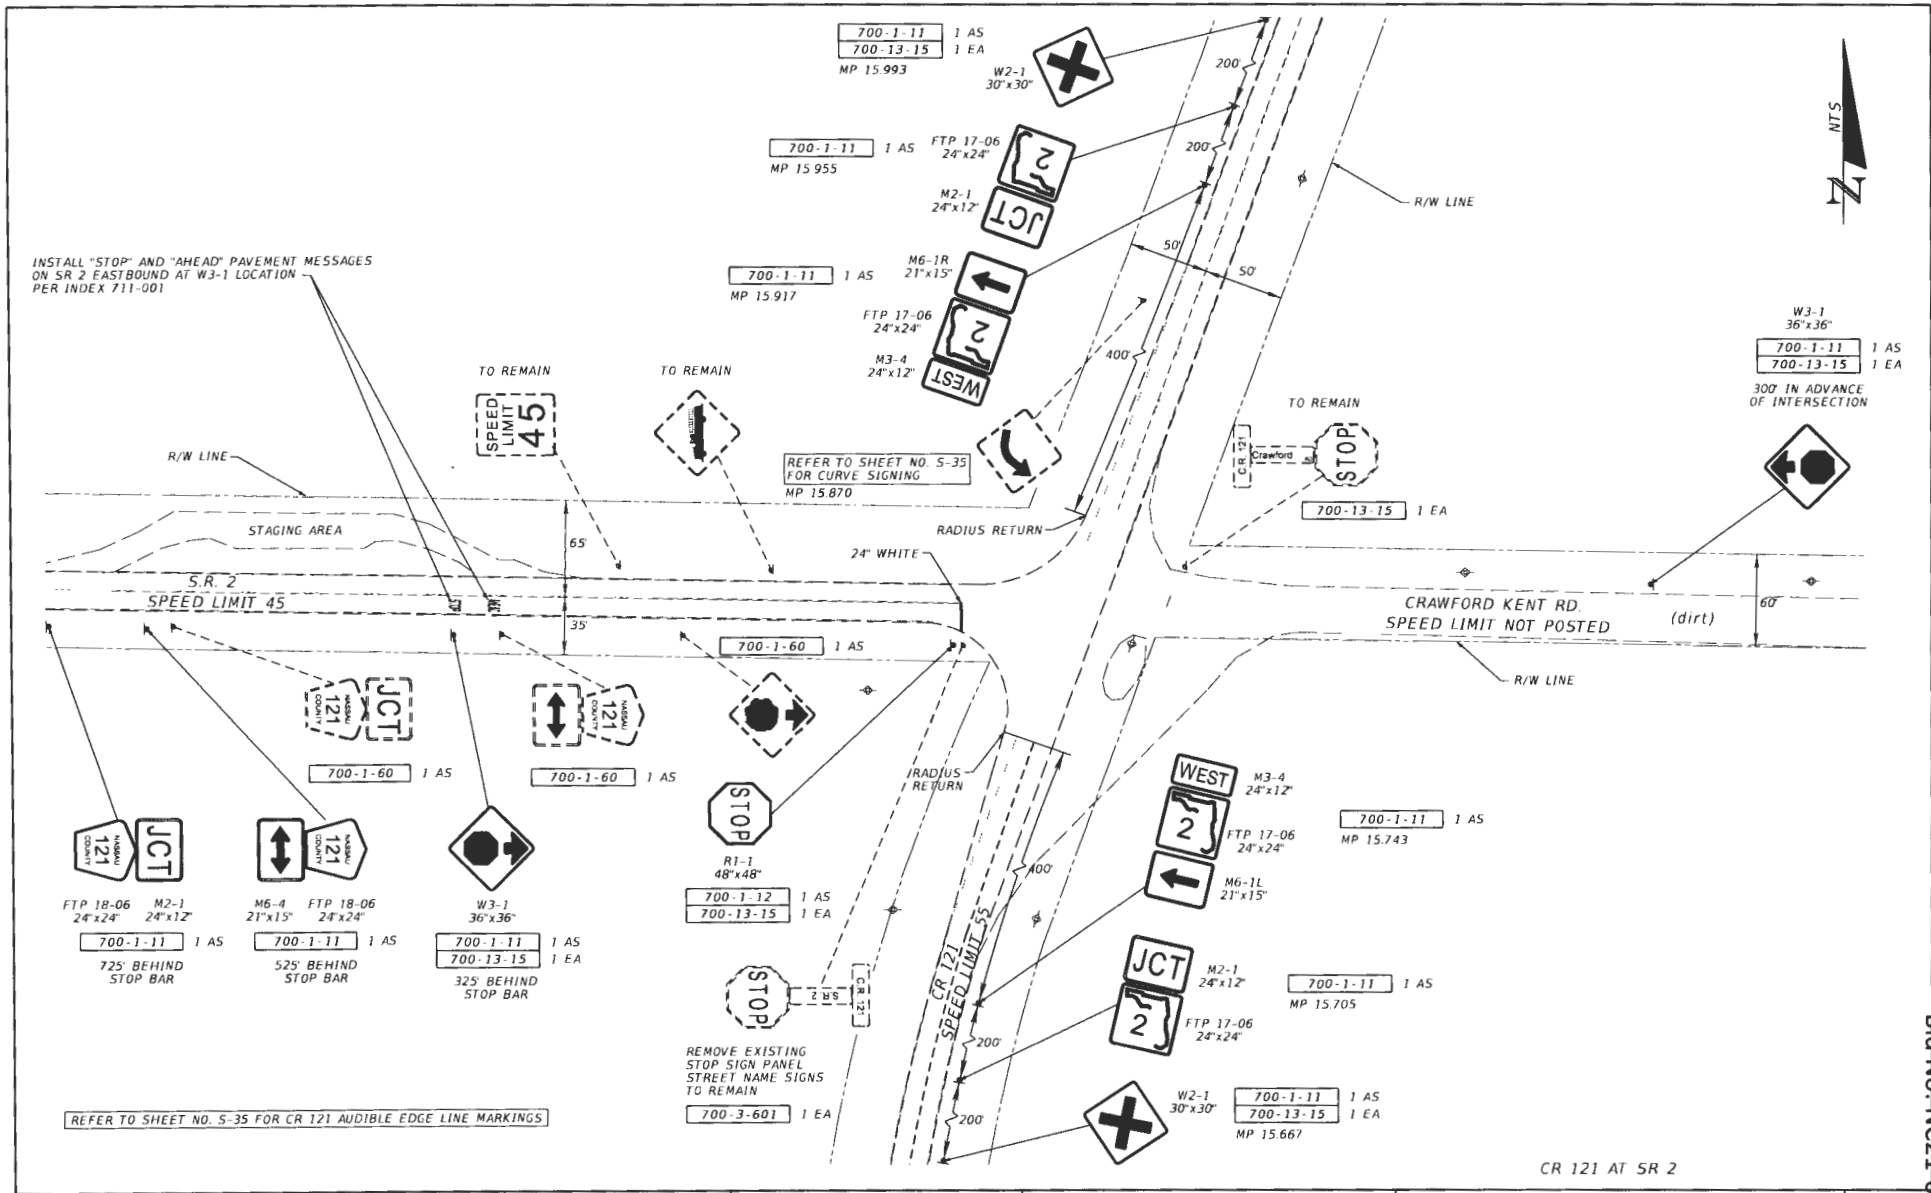 700-1-11 1 AS
700-13-15 1 EA
MP 15.993
W2-1
30"x30"
200'
700-1-11 1 AS
MP 15.955
FTP 17-06
24"x24"
2
M2-1
24"x12"
JCT
200'
R/W LINE
NTS
N
INSTALL "STOP" AND "AHEAD" PAVEMENT MESSAGES
ON SR 2 EASTBOUND AT W3-1 LOCATION
PER INDEX 711-001
700-1-11 1 AS
MP 15.917
M6-1R
21"x15"
FTP 17-06
24"x24"
2
M3-4
24"x12"
WEST
50'
50'
400'
W3-1
36"x36"
700-1-11 1 AS
700-13-15 1 EA
300' IN ADVANCE
OF INTERSECTION
TO REMAIN
SPEED
LIMIT
45
TO REMAIN
REFER TO SHEET NO. S-35
FOR CURVE SIGNING
MP 15.870
TO REMAIN
C.R. 121
Crawford
STOP
700-13-15 1 EA
R/W LINE
STAGING AREA
65'
RADIUS RETURN
24" WHITE
S.R. 2
SPEED LIMIT 45
35'
CRAWFORD KENT RD.
SPEED LIMIT NOT POSTED
(dirt)
60'
R/W LINE
700-1-60 1 AS
NASSAU
121
COUNTY
JCT
700-1-60 1 AS
NASSAU
121
COUNTY
700-1-60 1 AS
RADIUS
RETURN
NASSAU
121
COUNTY
JCT
FTP 18-06
24"x24"
M2-1
24"x12"
700-1-11 1 AS
725' BEHIND
STOP BAR
NASSAU
121
COUNTY
M6-4
21"x15"
FTP 18-06
24"x24"
700-1-11 1 AS
525' BEHIND
STOP BAR
W3-1
36"x36"
700-1-11 1 AS
700-13-15 1 EA
325' BEHIND
STOP BAR
STOP
R1-1
48"x48"
700-1-12 1 AS
700-13-15 1 EA
STOP
S.R. 2
C.R. 121
REMOVE EXISTING
STOP SIGN PANEL
STREET NAME SIGNS
TO REMAIN
700-3-601 1 EA
CR 121
SPEED LIMIT 55
400'
200'
200'
WEST
M3-4
24"x12"
2
FTP 17-06
24"x24"
M6-1L
21"x15"
700-1-11 1 AS
MP 15.743
JCT
M2-1
24"x12"
2
FTP 17-06
24"x24"
700-1-11 1 AS
MP 15.705
W2-1
30"x30"
700-1-11 1 AS
700-13-15 1 EA
MP 15.667
REFER TO SHEET NO. S-35 FOR CR 121 AUDIBLE EDGE LINE MARKINGS
CR 121 AT SR 2